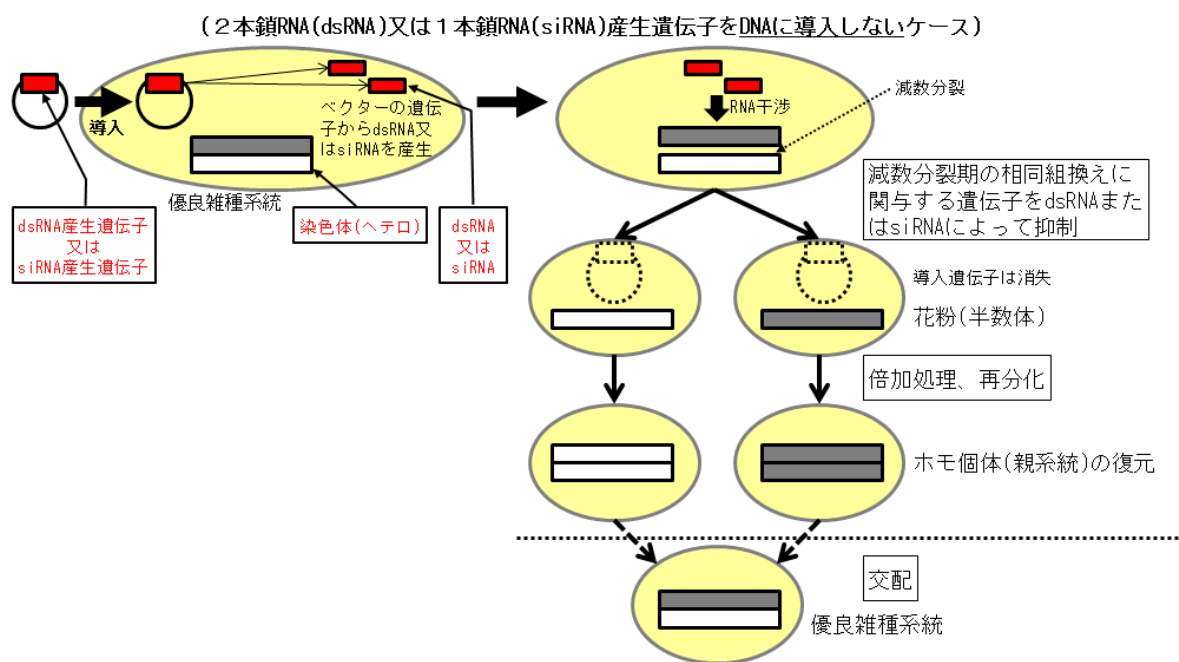 (２本鎖RNA(dsRNA)又は１本鎖RNA(siRNA)産生遺伝子をDNAに導入しないケース)
導入
ベクターの遺伝
子からdsRNA又
はsiRNAを産生
優良雑種系統
dsRNA産生遺伝子
又は
siRNA産生遺伝子
染色体(ヘテロ)
dsRNA
又は
siRNA
RNA干渉
減数分裂
減数分裂期の相同組換えに
関与する遺伝子をdsRNAまた
はsiRNAによって抑制
導入遺伝子は消失
花粉(半数体)
倍加処理、再分化
ホモ個体(親系統)の復元
交配
優良雑種系統